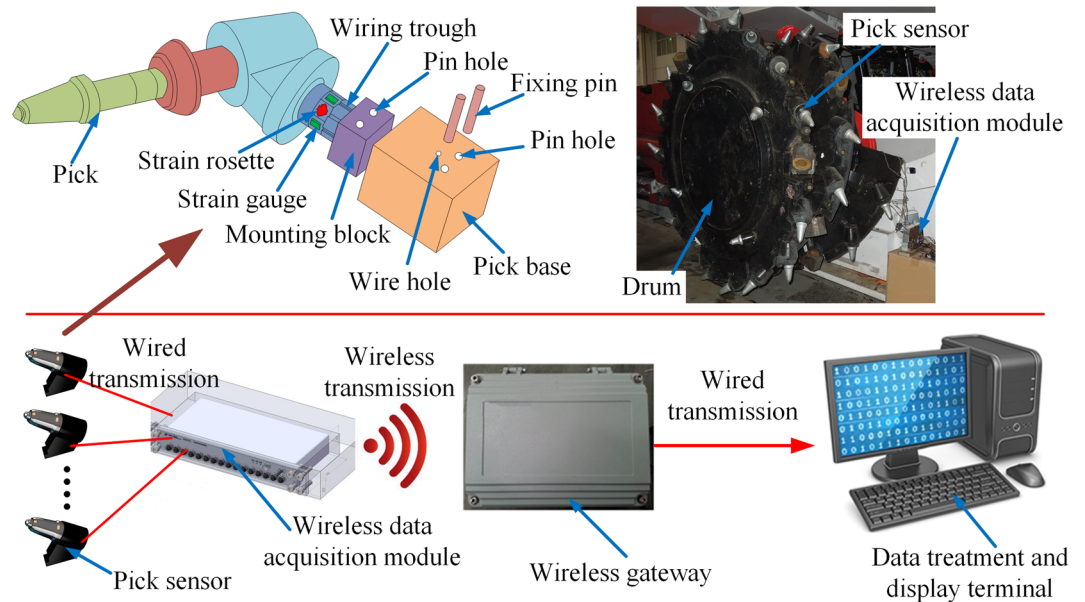 Wiring trough
Pin hole
Fixing pin
Pin hole
Pick
Strain rosette
Strain gauge
Mounting block
Wire hole
Pick base
Pick sensor
Wireless data
acquisition module
Drum
Wired
transmission
Wireless
transmission
Wired
transmission
Pick sensor
Wireless data
acquisition module
Wireless gateway
Data treatment and
display terminal